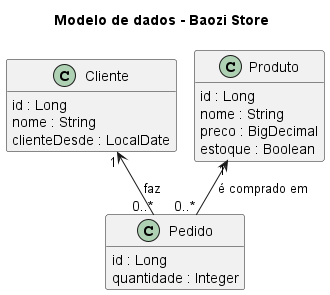 Modelo de dados - Baozi Store
C Cliente
id : Long
nome : String
clienteDesde : LocalDate
C Produto
id : Long
nome : String
preco : BigDecimal
estoque : Boolean
1
1
faz
é comprado em
0..*
0..*
C Pedido
id : Long
quantidade : Integer